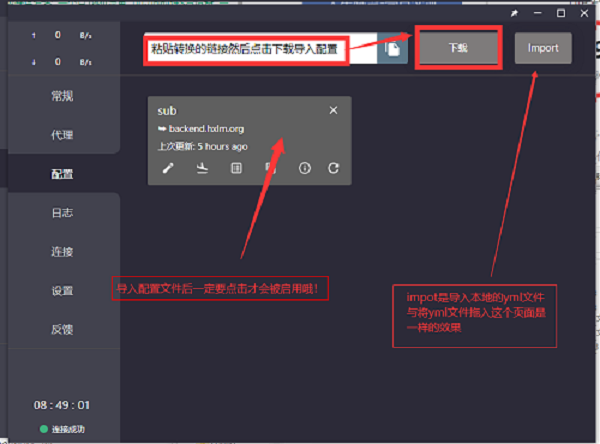 ↑ 0 B/s
↓ 0 B/s
粘贴转换的链接然后点击下载导入配置
下载
Import
常规
代理
配置
日志
连接
设置
反馈
sub
backend.hxlm.org
上次更新: 5 hours ago
导入配置文件后一定要点击才会被启用哦！
impot是导入本地的yml文件
与将yml文件拖入这个页面是
一样的效果
08 : 49 : 01
连接成功